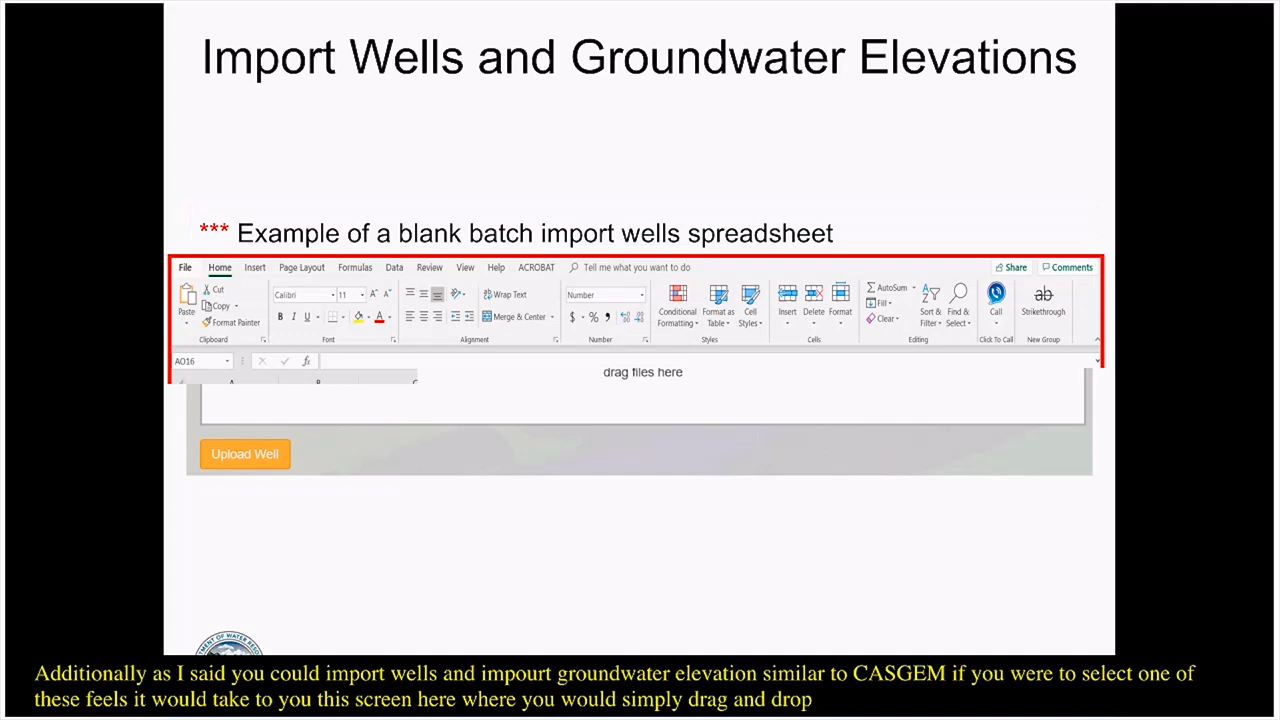 Import Wells and Groundwater Elevations
*** Example of a blank batch import wells spreadsheet
File Home Insert Page Layout Formulas Data Review View Help ACROBAT Tell me what you want to do Share Comments
Cut
Copy
Format Painter
Paste
Clipboard
Calibri 11
B I U A
Font
Wrap Text
Merge & Center
Alignment
Number
$ % ,
Number
Conditional Formatting
Format as Table
Cell Styles
Styles
Insert Delete Format
Cells
AutoSum
Fill
Clear
Sort & Filter
Find & Select
Editing
Call
Click To Call
ab
Strikethrough
New Group
AO16 fx
A B
drag files here
Upload Well
Additionally as I said you could import wells and impourt groundwater elevation similar to CASGEM if you were to select one of
these feels it would take to you this screen here where you would simply drag and drop